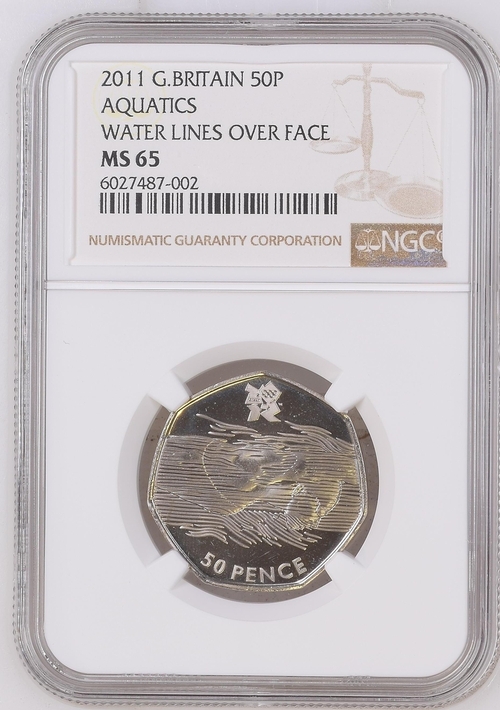 2011 G.BRITAIN 50P
AQUATICS
WATER LINES OVER FACE
MS 65
6027487-002
NUMISMATIC GUARANTY CORPORATION
NGC
50 PENCE